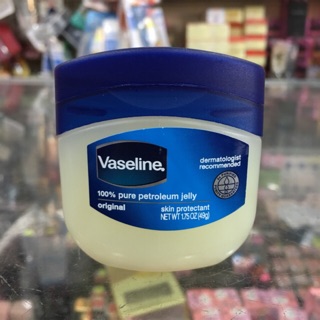 Vaseline.
dermatologist
recommended
100% pure petroleum jelly
original
skin protectant
NET WT 1.75 OZ (49g)